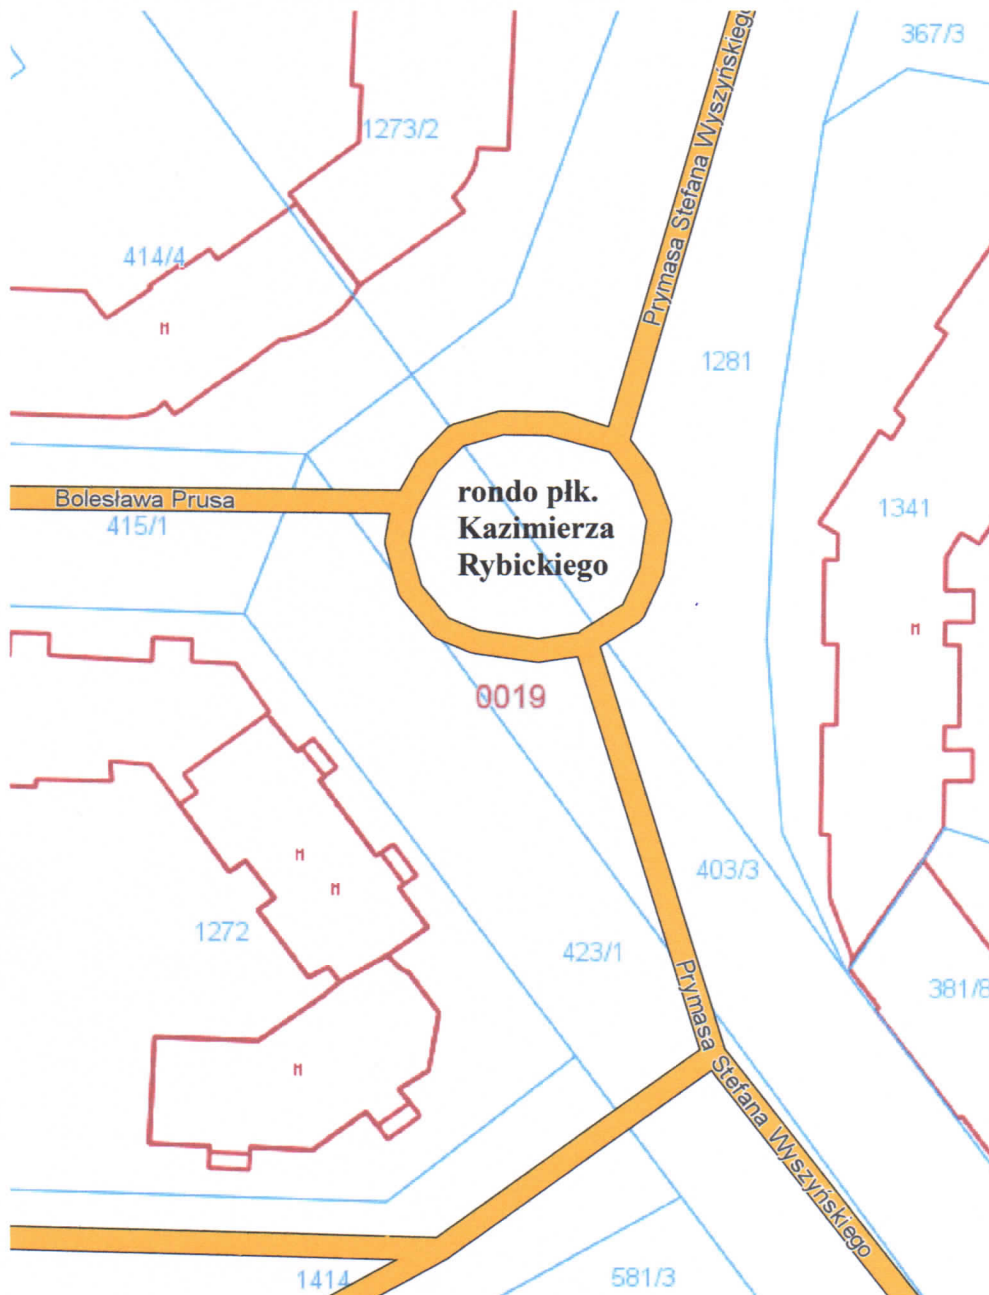 367/3
Prymasa Stefana Wyszyńskiego
1273/2
414/4
M
1281
rondo płk.
Kazimierza
Rybickiego
Bolesława Prusa
415/1
1341
M
0019
M
M
403/3
1272
423/1
381/8
Prymasa Stefana Wyszyńskiego
M
1414
581/3